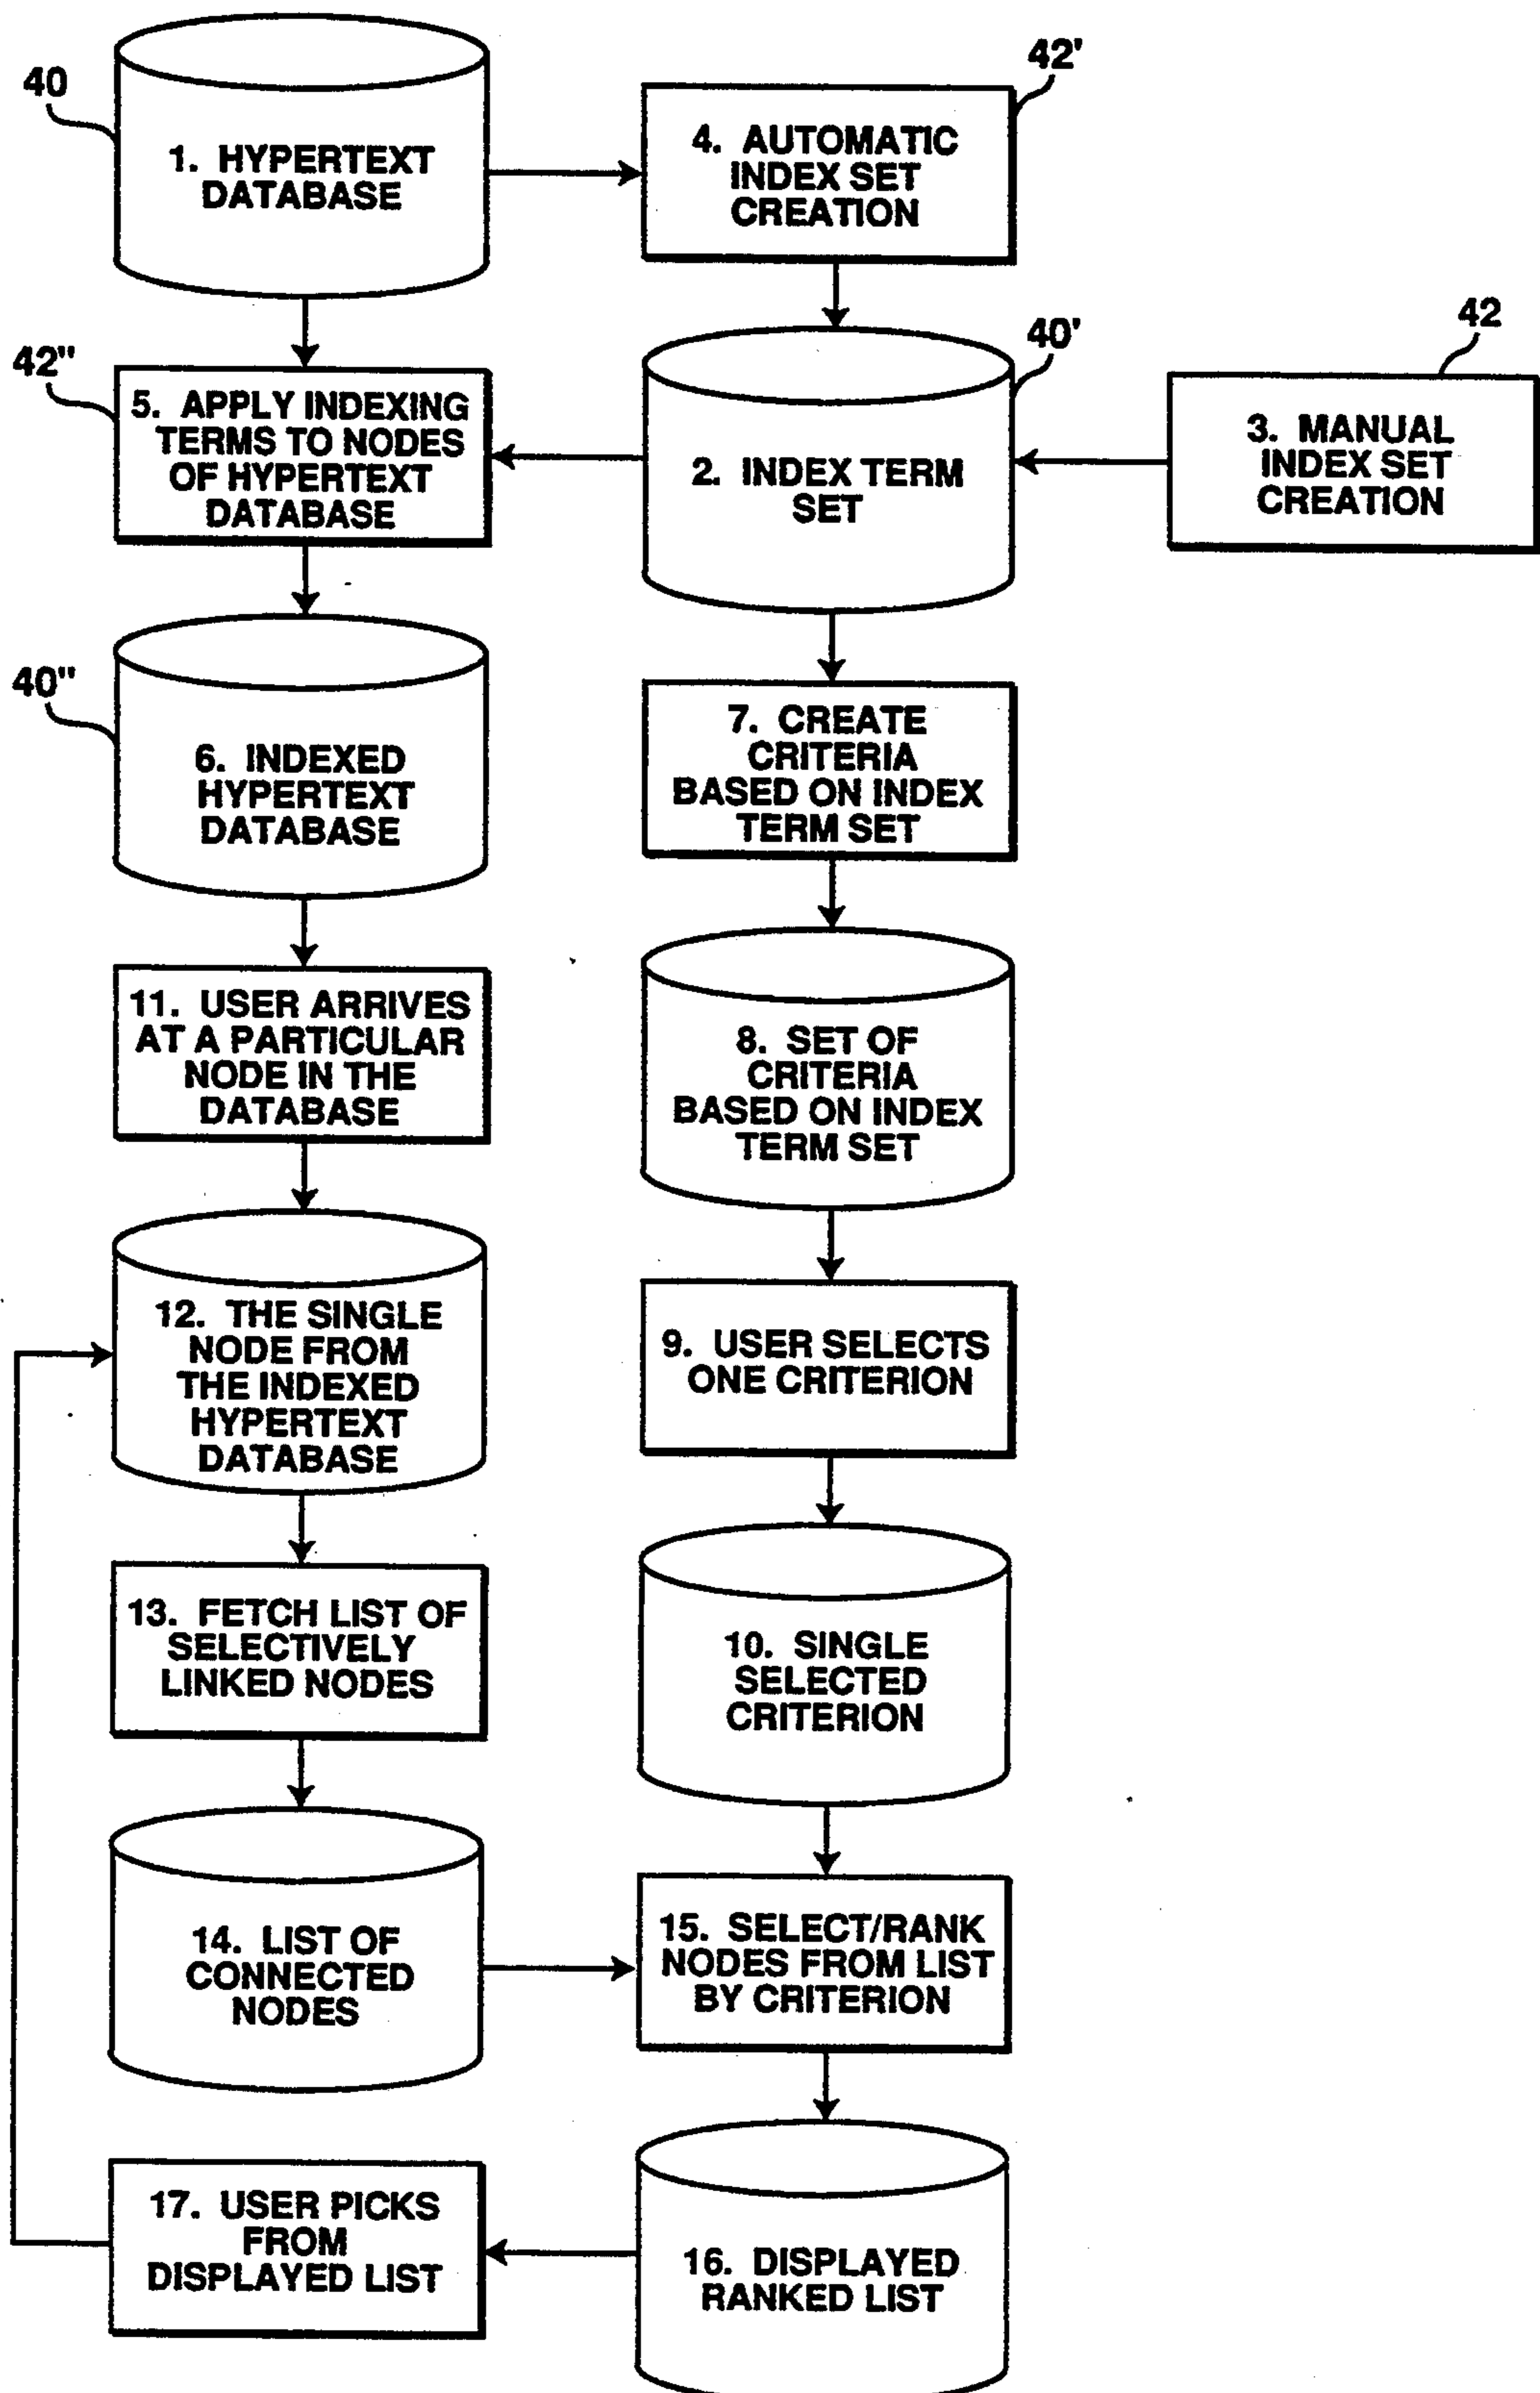 40
1. HYPERTEXT
DATABASE
42'
4. AUTOMATIC
INDEX SET
CREATION
42"
5. APPLY INDEXING
TERMS TO NODES
OF HYPERTEXT
DATABASE
40'
2. INDEX TERM
SET
42
3. MANUAL
INDEX SET
CREATION
40"
6. INDEXED
HYPERTEXT
DATABASE
7. CREATE
CRITERIA
BASED ON INDEX
TERM SET
11. USER ARRIVES
AT A PARTICULAR
NODE IN THE
DATABASE
8. SET OF
CRITERIA
BASED ON INDEX
TERM SET
12. THE SINGLE
NODE FROM
THE INDEXED
HYPERTEXT
DATABASE
9. USER SELECTS
ONE CRITERION
13. FETCH LIST OF
SELECTIVELY
LINKED NODES
10. SINGLE
SELECTED
CRITERION
14. LIST OF
CONNECTED
NODES
15. SELECT/RANK
NODES FROM LIST
BY CRITERION
17. USER PICKS
FROM
DISPLAYED LIST
16. DISPLAYED
RANKED LIST